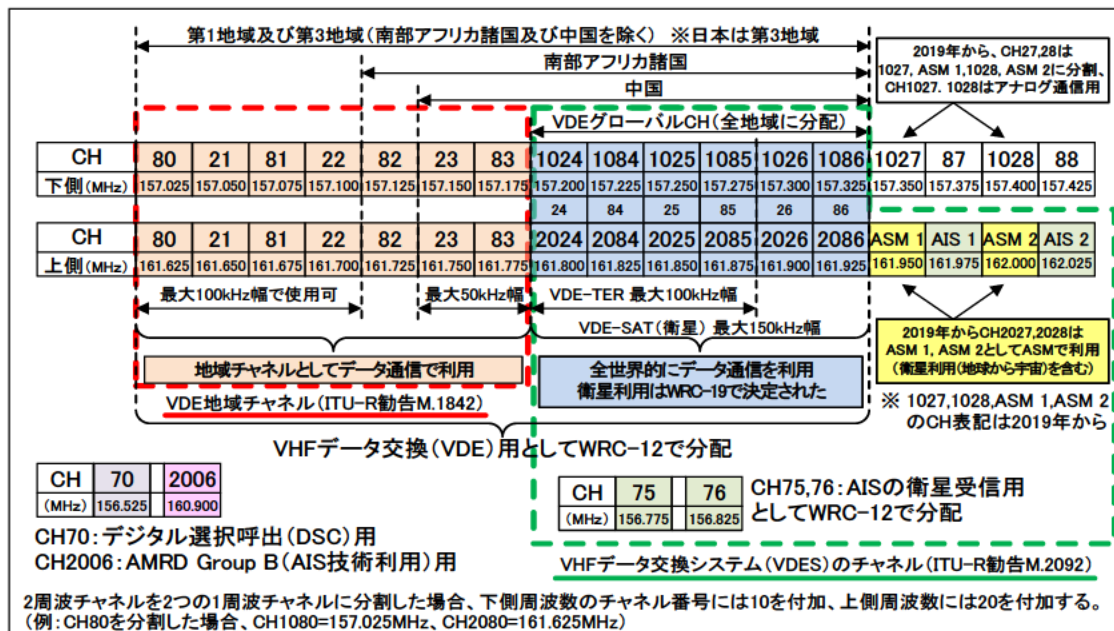 第1地域及び第3地域(南部アフリカ諸国及び中国を除く) ※日本は第3地域
南部アフリカ諸国
中国
VDEグローバルCH(全地域に分配)
2019年から、CH27,28は
1027, ASM 1,1028, ASM 2に分割、
CH1027. 1028はアナログ通信用
CH 80 21 81 22 82 23 83 1024 1084 1025 1085 1026 1086 1027 87 1028 88
下側(MHz) 157.025 157.050 157.075 157.100 157.125 157.150 157.175 157.200 157.225 157.250 157.275 157.300 157.325 157.350 157.375 157.400 157.425
24 84 25 85 26 86
CH 80 21 81 22 82 23 83 2024 2084 2025 2085 2026 2086 ASM 1 AIS 1 ASM 2 AIS 2
上側(MHz) 161.625 161.650 161.675 161.700 161.725 161.750 161.775 161.800 161.825 161.850 161.875 161.900 161.925 161.950 161.975 162.000 162.025
最大100kHz幅で使用可 最大50kHz幅 VDE-TER 最大100kHz幅
VDE-SAT(衛星) 最大150kHz幅
地域チャネルとしてデータ通信で利用
全世界的にデータ通信を利用
衛星利用はWRC-19で決定された
2019年からCH2027,2028は
ASM 1, ASM 2としてASMで利用
(衛星利用(地球から宇宙)を含む)
VDE地域チャネル(ITU-R勧告M.1842)
※ 1027,1028,ASM 1,ASM 2
のCH表記は2019年から
VHFデータ交換(VDE)用としてWRC-12で分配
CH 70 2006
(MHz) 156.525 160.900
CH70:デジタル選択呼出(DSC)用
CH2006:AMRD Group B(AIS技術利用)用
CH 75 76
(MHz) 156.775 156.825
CH75,76:AISの衛星受信用
としてWRC-12で分配
VHFデータ交換システム(VDES)のチャネル(ITU-R勧告M.2092)
2周波チャネルを2つの1周波チャネルに分割した場合、下側周波数のチャネル番号には10を付加、上側周波数には20を付加する。
(例:CH80を分割した場合、CH1080=157.025MHz、CH2080=161.625MHz)